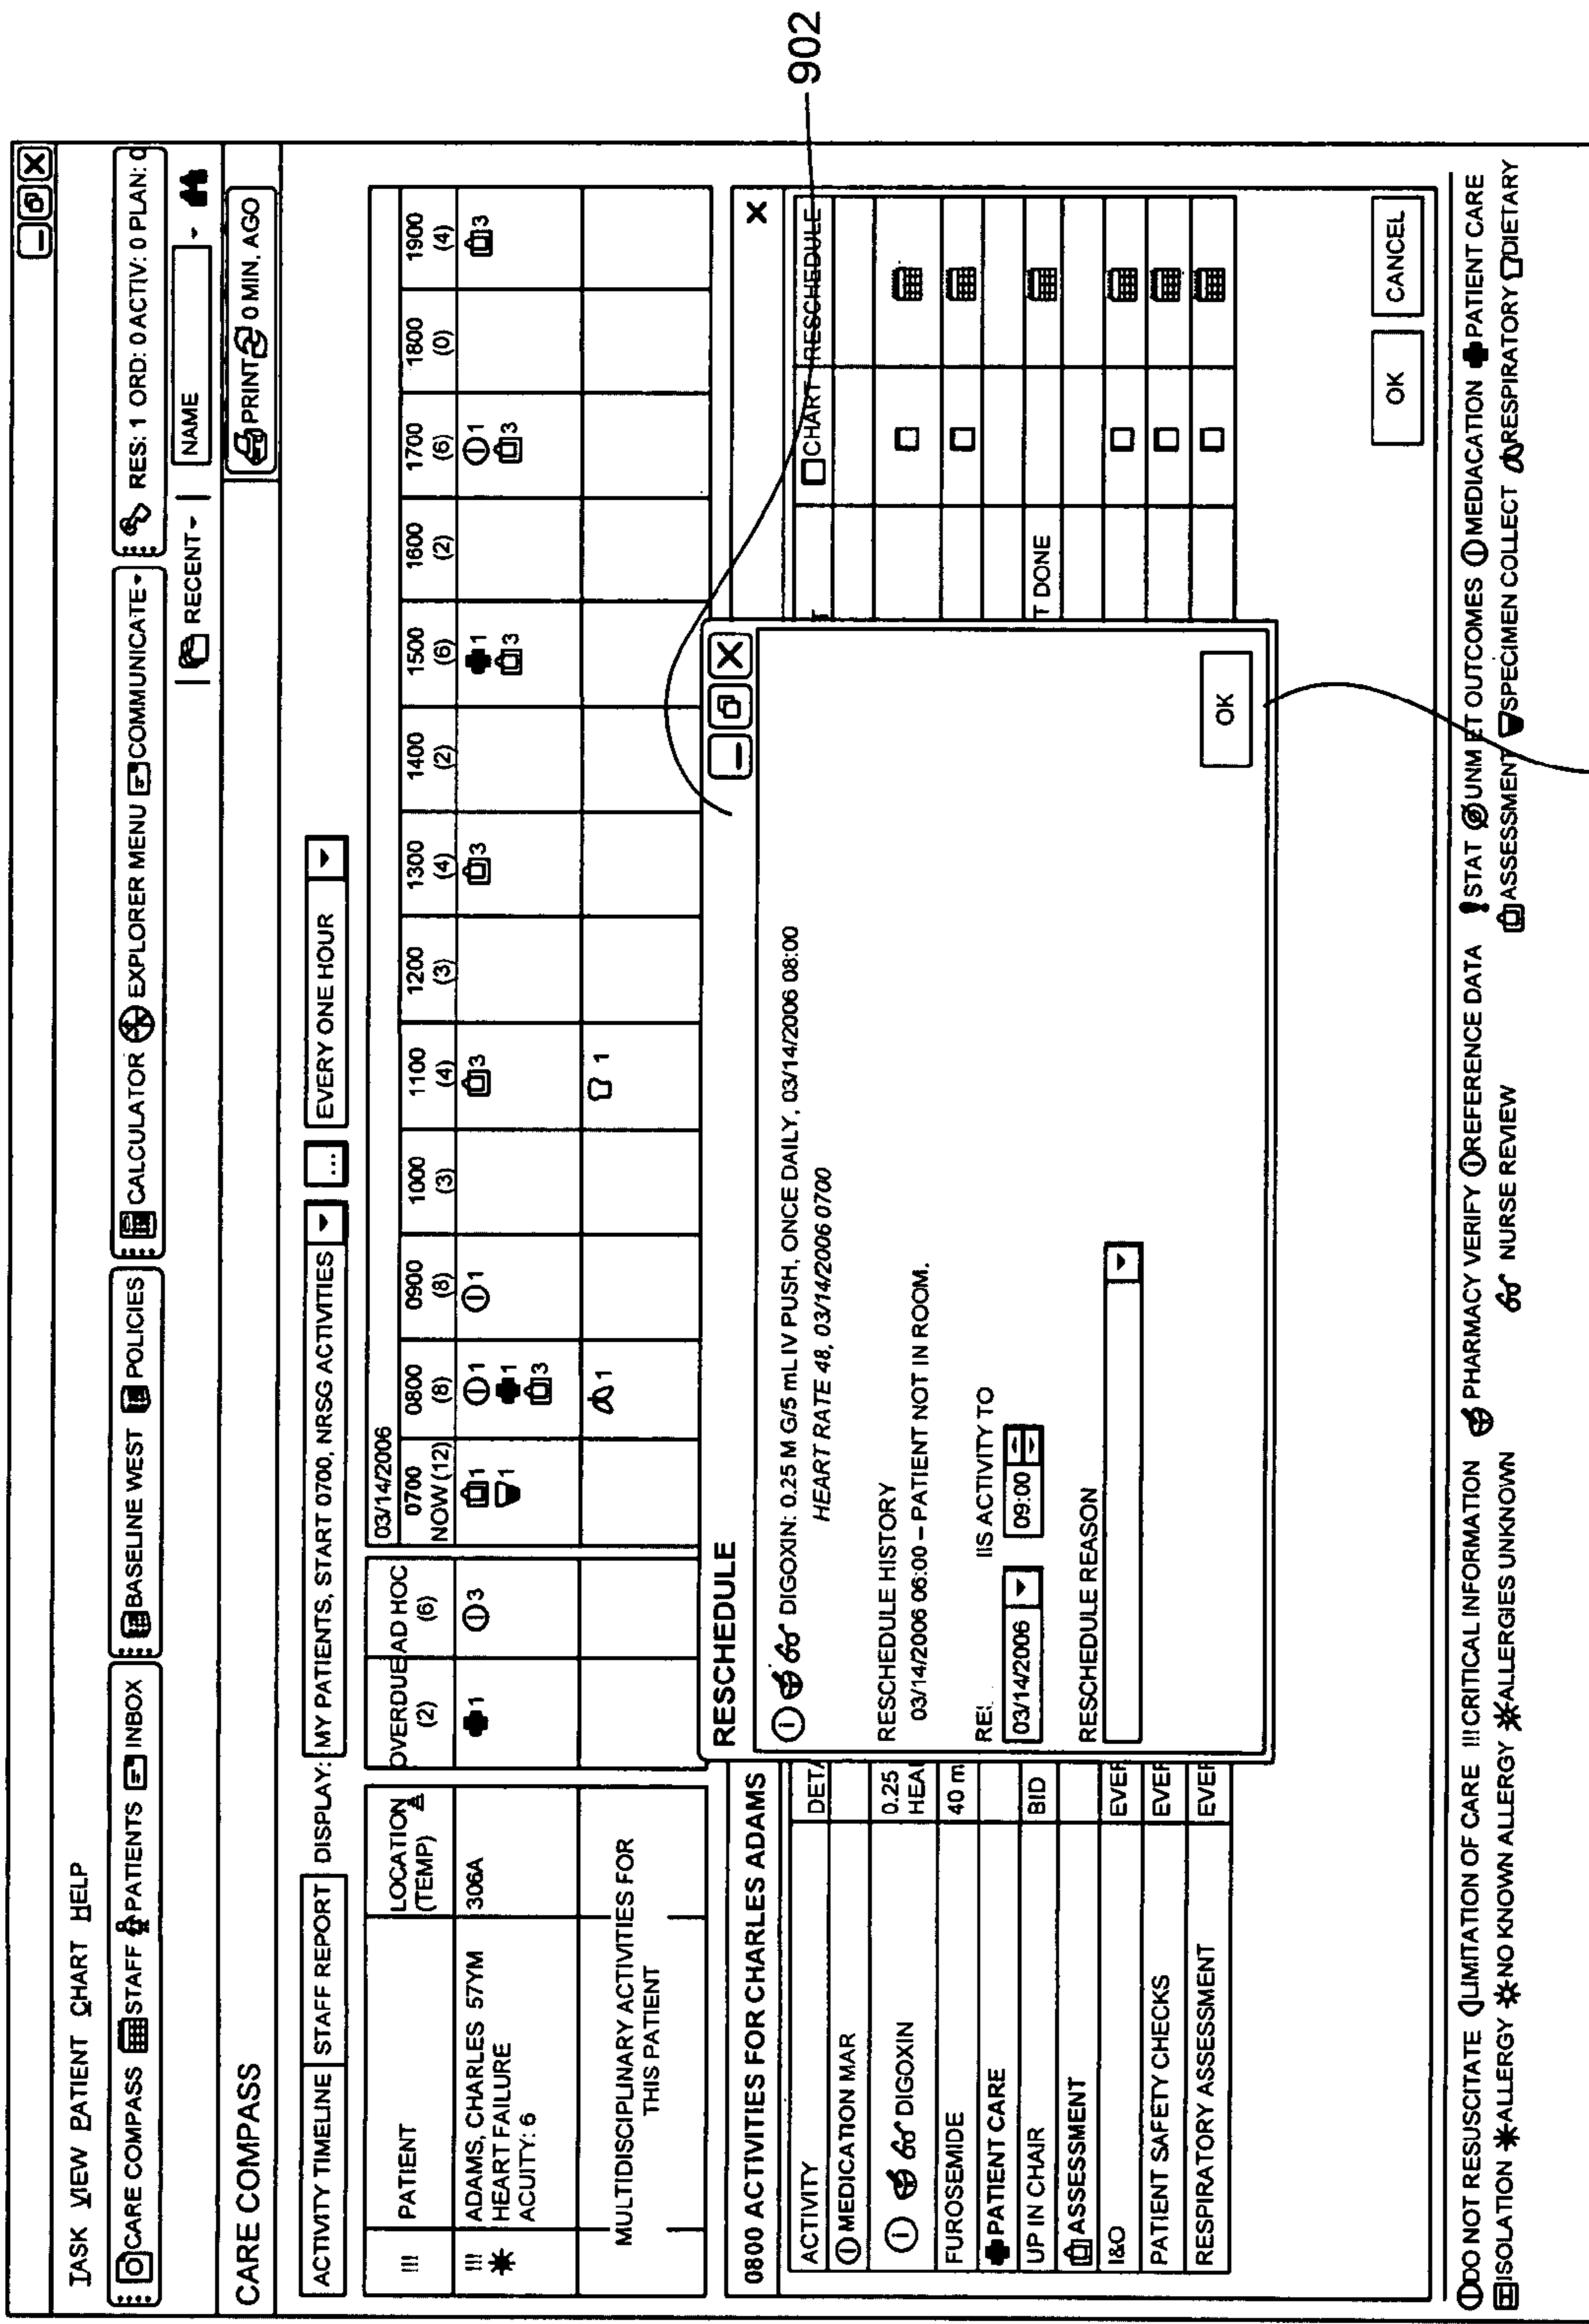 TASK VIEW PATIENT CHART HELP
CARE COMPASS STAFF PATIENTS INBOX BASELINE WEST POLICIES CALCULATOR EXPLORER MENU COMMUNICATE RES: 1 ORD: 0 ACTIV: 0 PLAN: 0
RECENT NAME
CARE COMPASS PRINT 0 MIN. AGO
ACTIVITY TIMELINE STAFF REPORT DISPLAY: MY PATIENTS, START 0700, NRSG ACTIVITIES ... EVERY ONE HOUR
03/14/2006
!!! PATIENT LOCATION OVERDUE AD HOC 0700 0800 0900 1000 1100 1200 1300 1400 1500 1600 1700 1800 1900
(TEMP) (2) (6) NOW (12) (8) (8) (3) (4) (3) (4) (2) (6) (2) (6) (0) (4)
!!! ADAMS, CHARLES 57YM 306A 1 3 1 1 1 3 3 1 1 3
HEART FAILURE 1 1 3 3
ACUITY: 6 3
MULTIDISCIPLINARY ACTIVITIES FOR 1 1
THIS PATIENT
0800 ACTIVITIES FOR CHARLES ADAMS X
ACTIVITY CHART RESCHEDULE
MEDICATION MAR
DIGOXIN 0.25
FUROSEMIDE 40 m
PATIENT CARE
UP IN CHAIR BID T DONE
ASSESSMENT
I&O EVER
PATIENT SAFETY CHECKS EVER
RESPIRATORY ASSESSMENT EVER
OK CANCEL
RESCHEDULE
DIGOXIN: 0.25 M G/5 mL IV PUSH, ONCE DAILY, 03/14/2006 08:00
HEART RATE 48, 03/14/2006 0700
RESCHEDULE HISTORY
03/14/2006 06:00 – PATIENT NOT IN ROOM.
IIS ACTIVITY TO
03/14/2006 09:00
RESCHEDULE REASON
OK
902
DO NOT RESUSCITATE LIMITATION OF CARE !!! CRITICAL INFORMATION PHARMACY VERIFY REFERENCE DATA STAT UNM ET OUTCOMES MEDIACATION PATIENT CARE
ISOLATION ALLERGY NO KNOWN ALLERGY ALLERGIES UNKNOWN NURSE REVIEW ASSESSMENT SPECIMEN COLLECT RESPIRATORY DIETARY